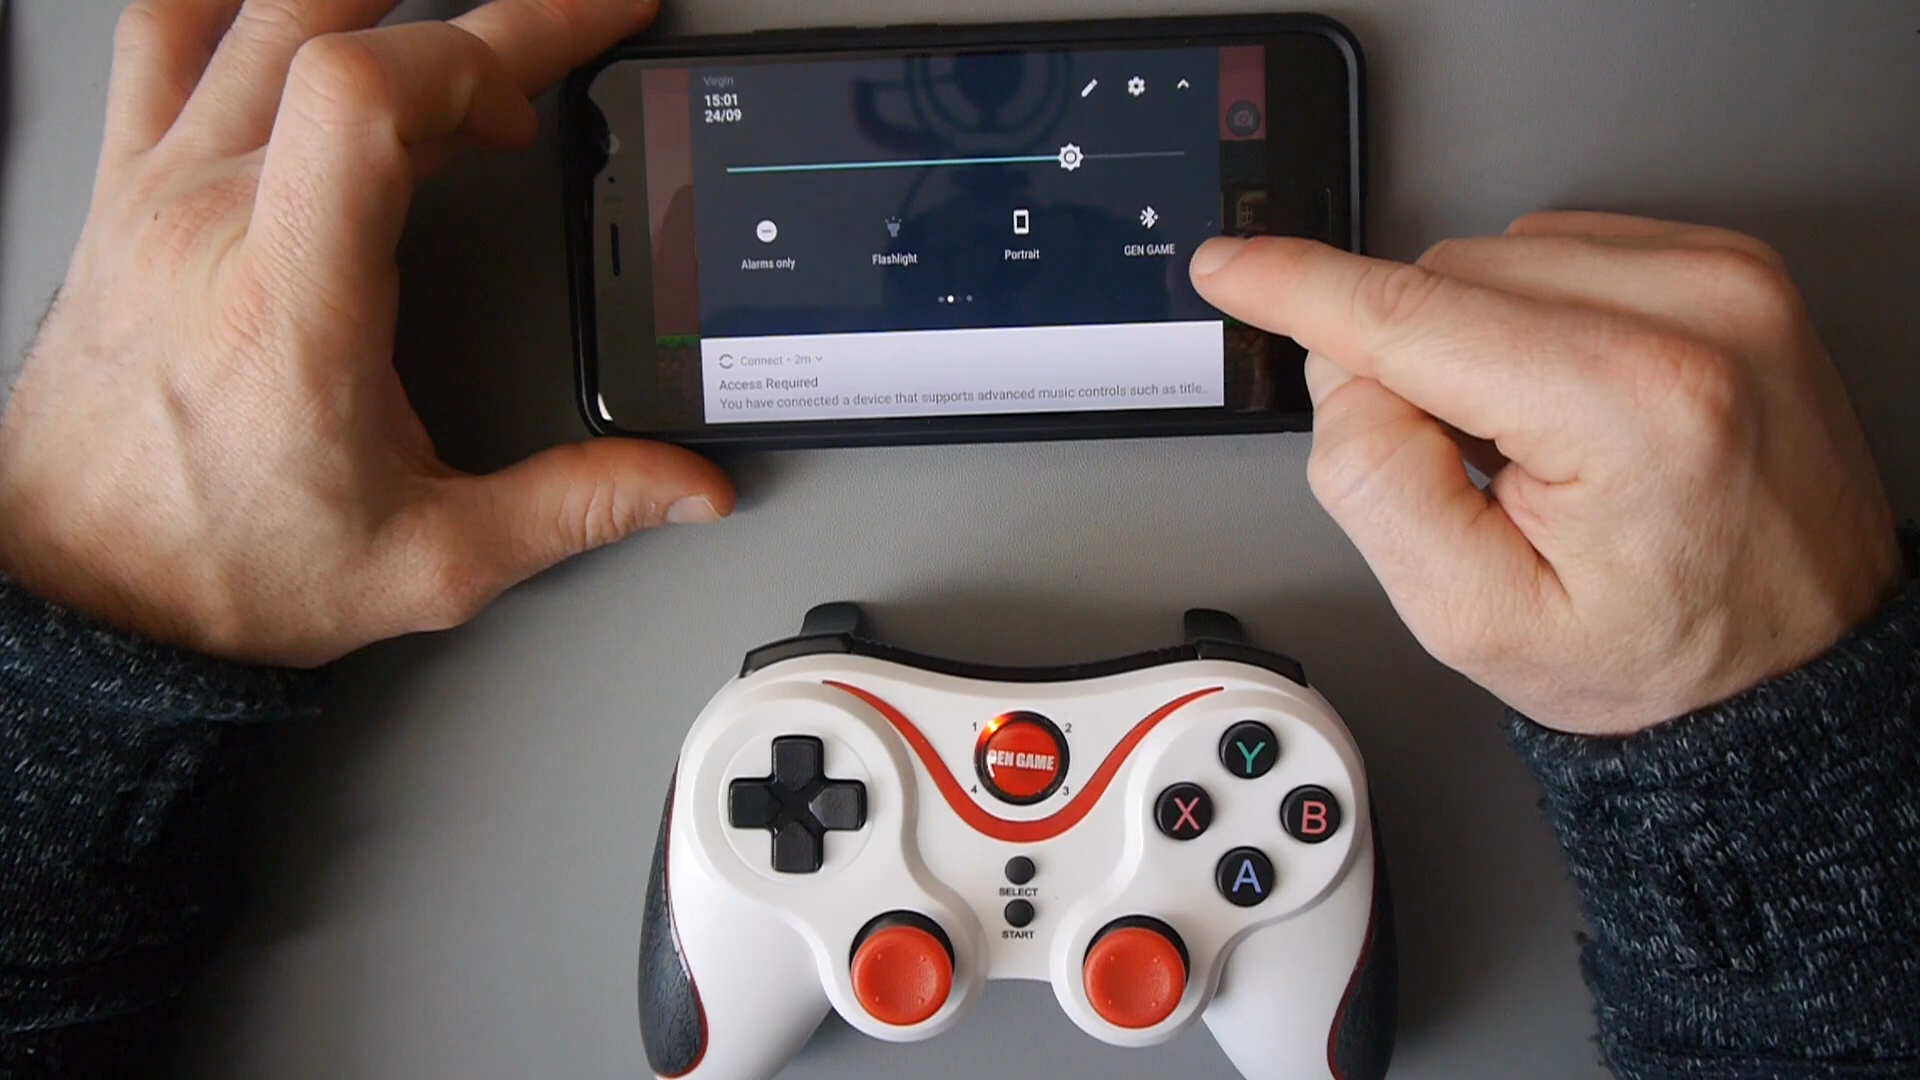 Virgin
15:01
24/09
Alarms only
Flashlight
Portrait
GEN GAME
Connect · 2m
Access Required
You have connected a device that supports advanced music controls such as title...
1
2
GEN GAME
4
3
Y
X
B
A
SELECT
START